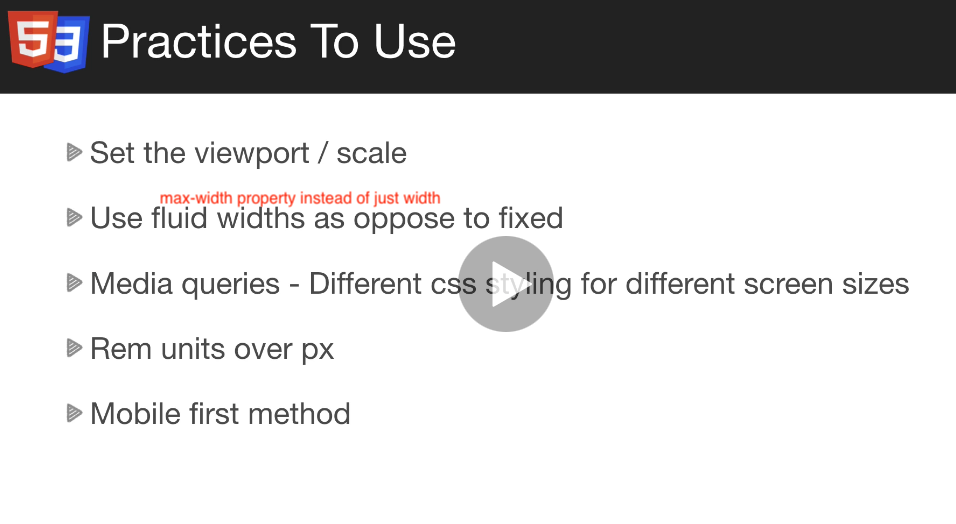 5 3 Practices To Use
Set the viewport / scale
max-width property instead of just width
Use fluid widths as oppose to fixed
Media queries - Different css styling for different screen sizes
Rem units over px
Mobile first method